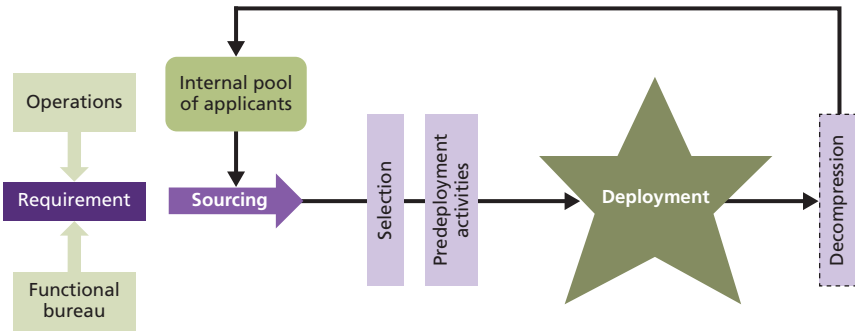 Operations
Requirement
Functional
bureau
Internal pool
of applicants
Sourcing
Selection
Predeployment
activities
Deployment
Decompression